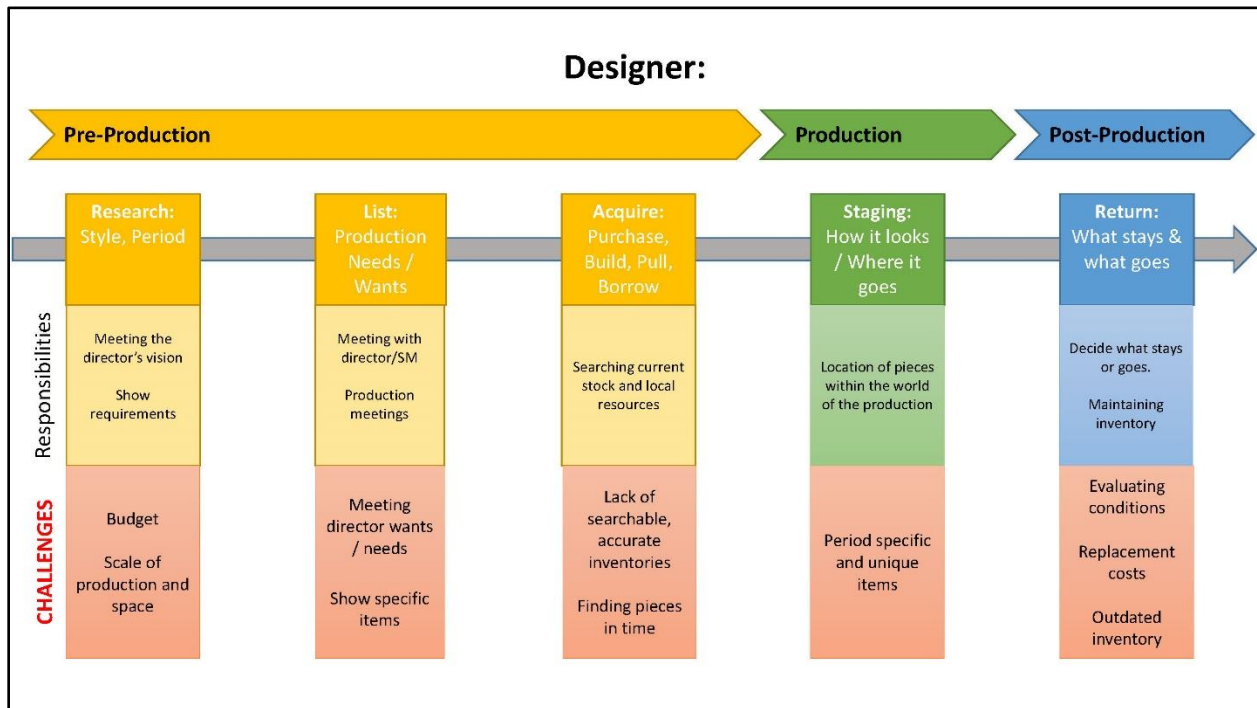 Designer:
Pre-Production
Production
Post-Production
Research:
Style, Period
List:
Production
Needs /
Wants
Acquire:
Purchase,
Build, Pull,
Borrow
Staging:
How it looks
/ Where it
goes
Return:
What stays &
what goes
Responsibilities
Meeting the
director's vision
Show
requirements
Meeting with
director/SM
Production
meetings
Searching current
stock and local
resources
Location of pieces
within the world
of the production
Decide what stays
or goes.
Maintaining
inventory
CHALLENGES
Budget
Scale of
production and
space
Meeting
director wants
/ needs
Show specific
items
Lack of
searchable,
accurate
inventories
Finding pieces
in time
Period specific
and unique
items
Evaluating
conditions
Replacement
costs
Outdated
inventory